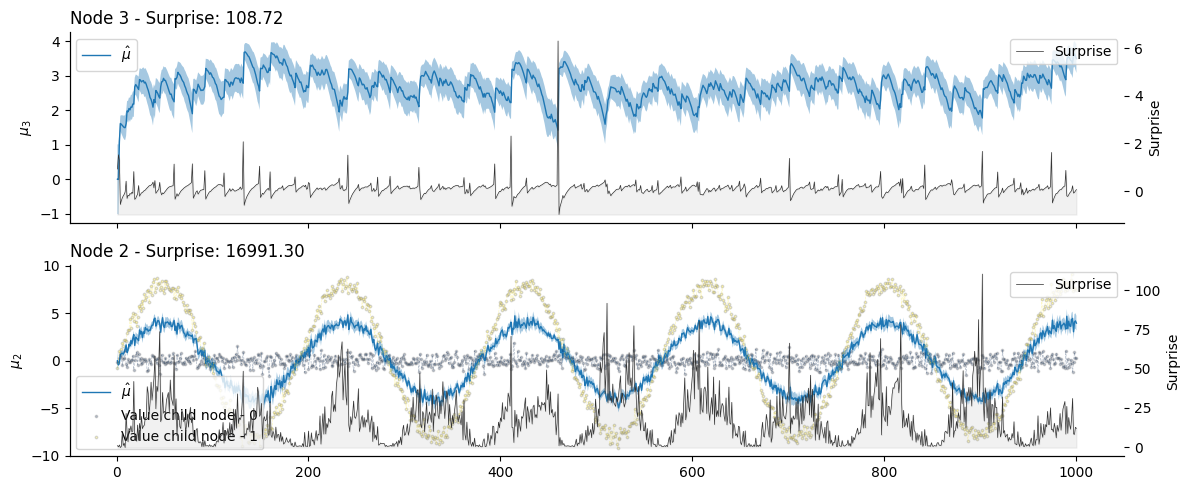 Node 3 - Surprise: 108.72
4
3
2
1
0
−1
μ3
μ̂
Surprise
6
4
2
0
Surprise
Node 2 - Surprise: 16991.30
10
5
0
−5
−10
μ2
μ̂
Value child node - 0
Value child node - 1
Surprise
100
75
50
25
0
Surprise
0
200
400
600
800
1000